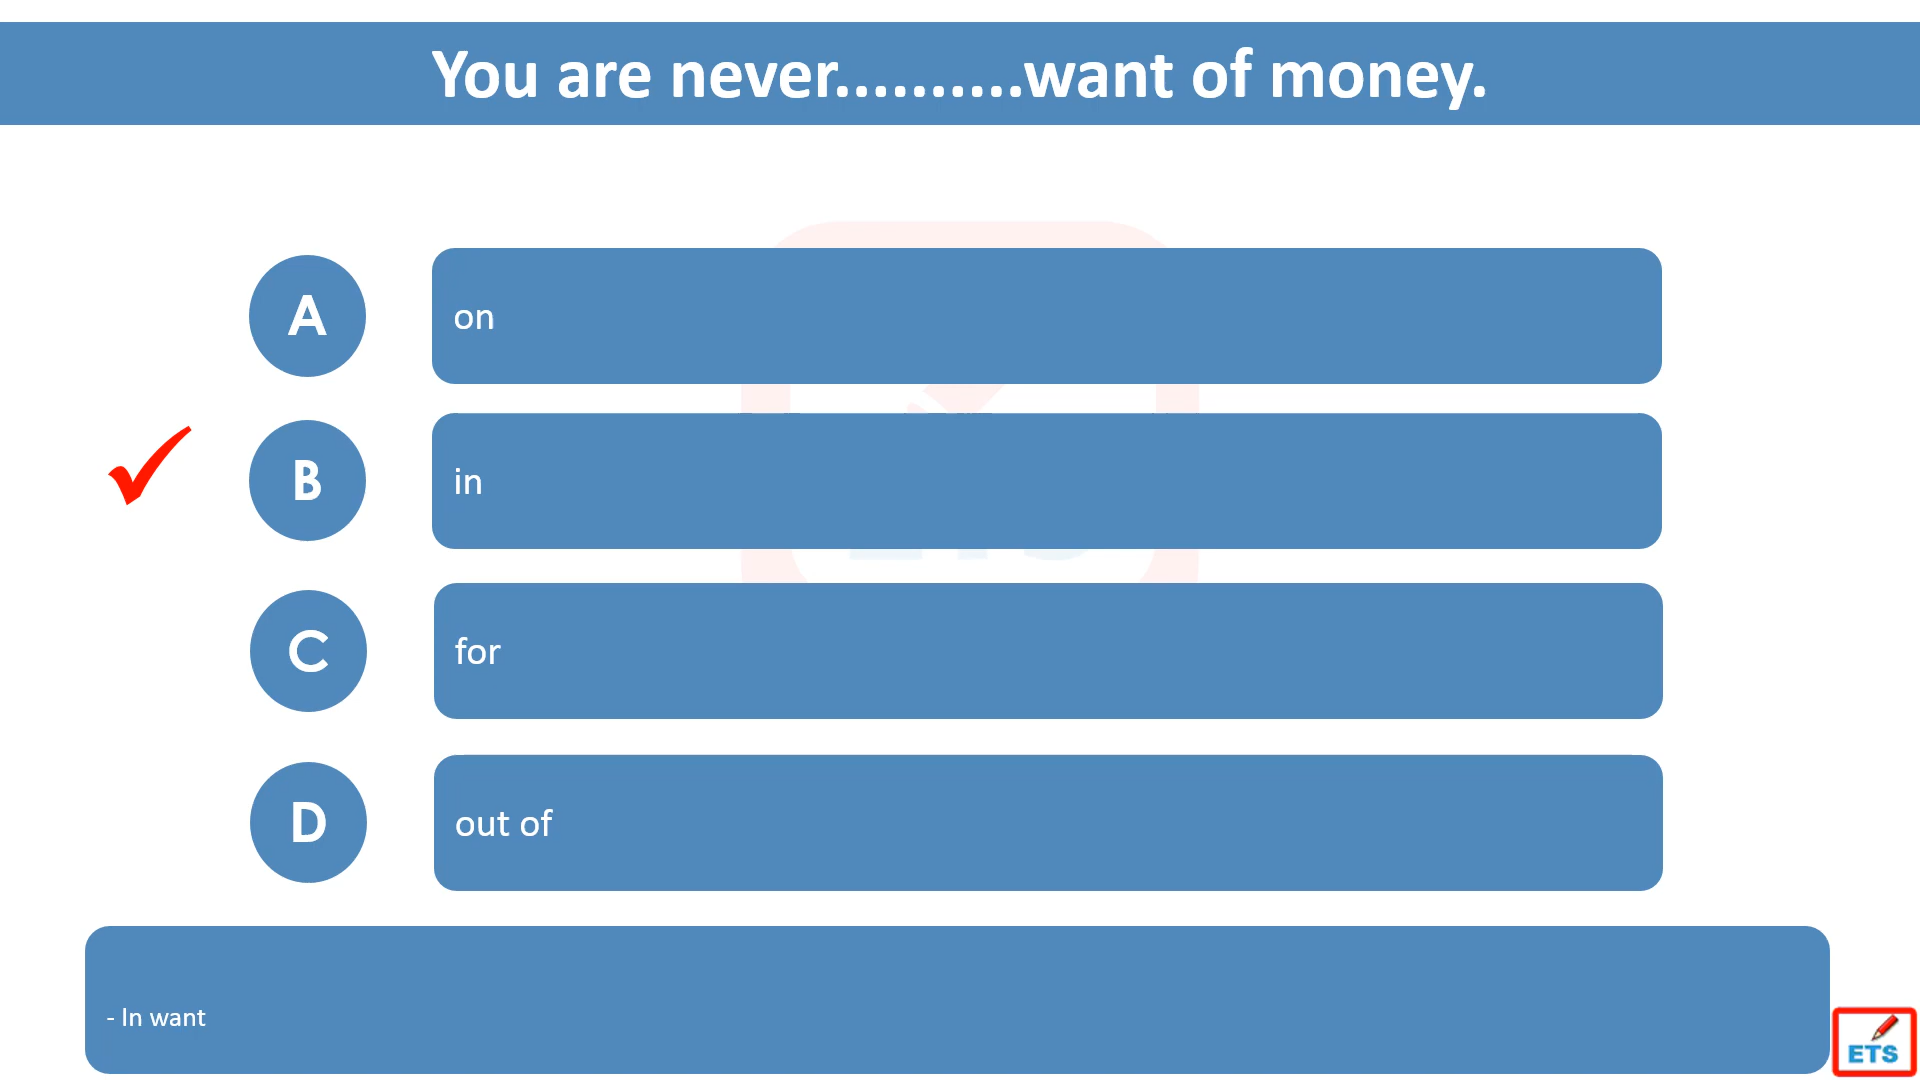 You are never..........want of money.
A
on
B
in
C
for
D
out of
- In want
ETS